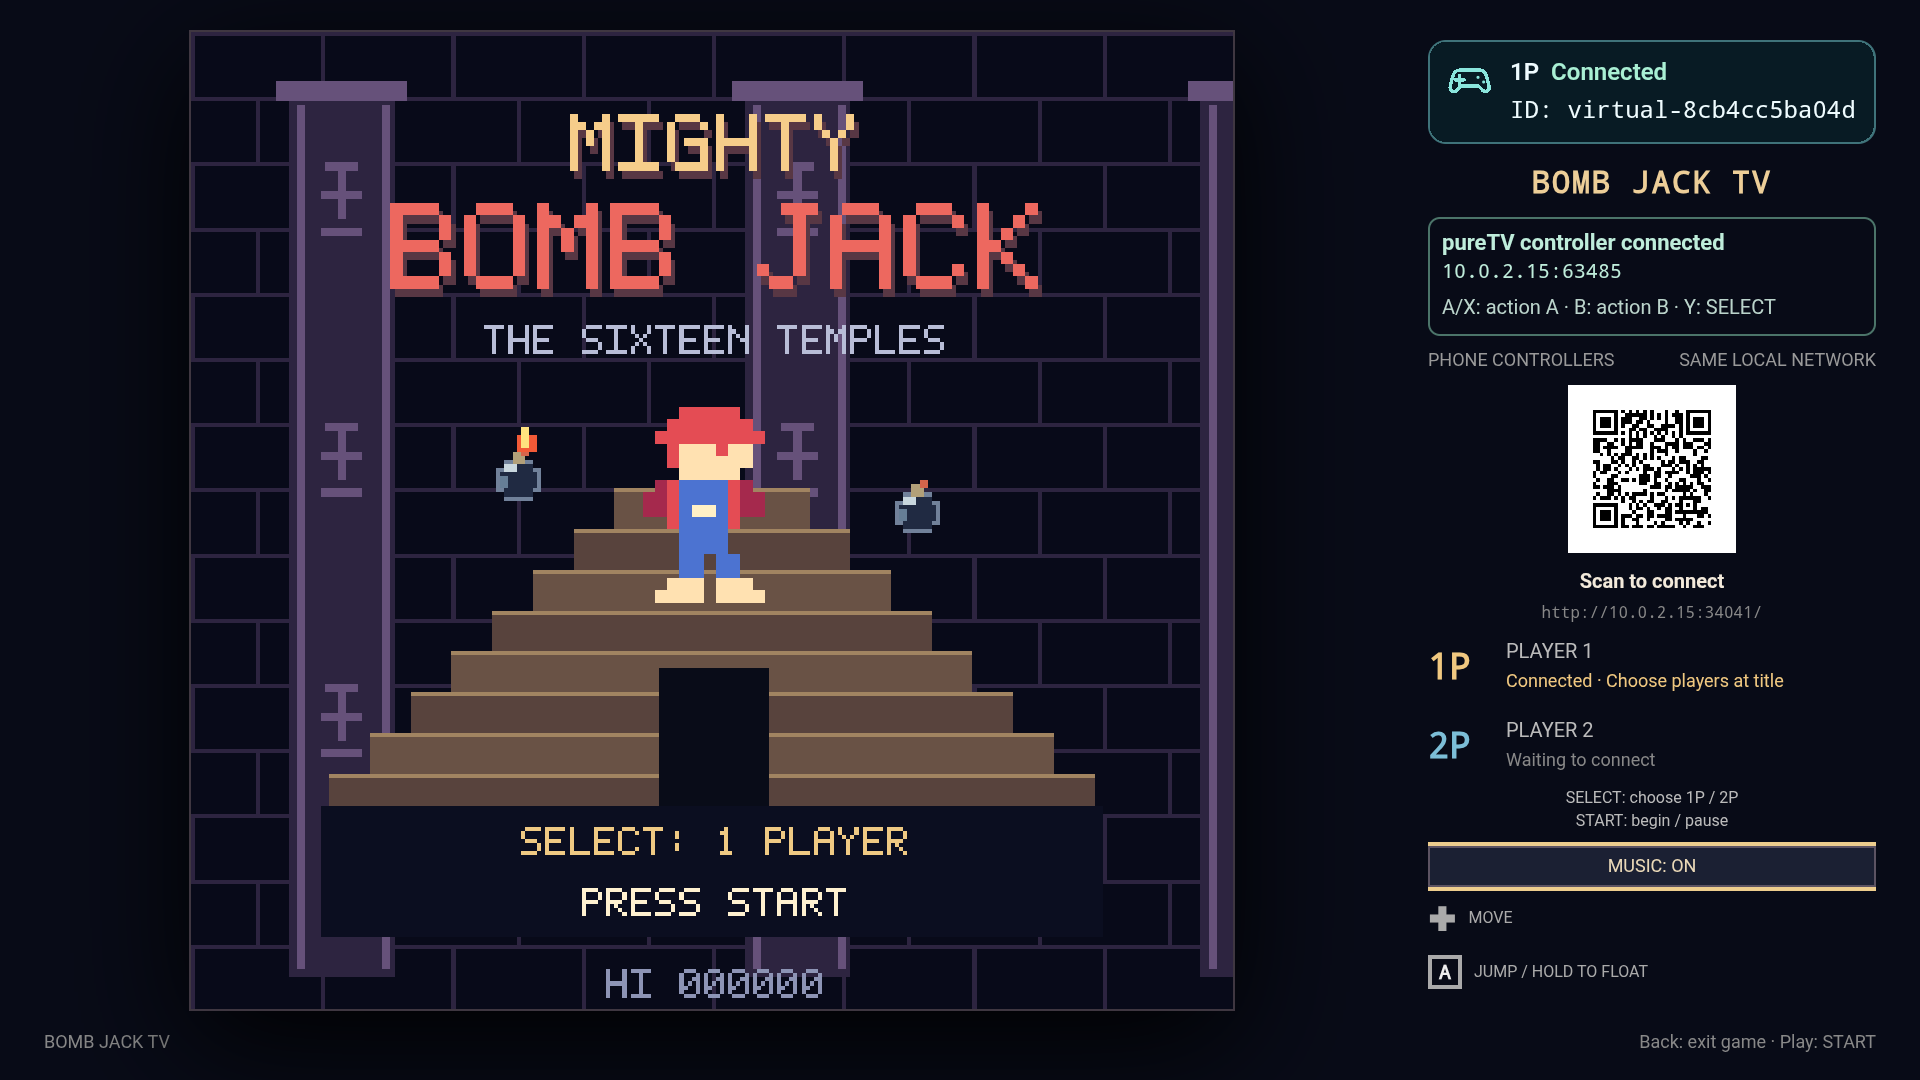 MIGHTY
BOMB JACK
THE SIXTEEN TEMPLES
SELECT: 1 PLAYER
PRESS START
HI 000000
BOMB JACK TV
1P Connected
ID: virtual-8cb4cc5ba04d
BOMB JACK TV
pureTV controller connected
10.0.2.15:63485
A/X: action A · B: action B · Y: SELECT
PHONE CONTROLLERS SAME LOCAL NETWORK
Scan to connect
http://10.0.2.15:34041/
1P PLAYER 1
Connected · Choose players at title
2P PLAYER 2
Waiting to connect
SELECT: choose 1P / 2P
START: begin / pause
MUSIC: ON
MOVE
A JUMP / HOLD TO FLOAT
Back: exit game · Play: START